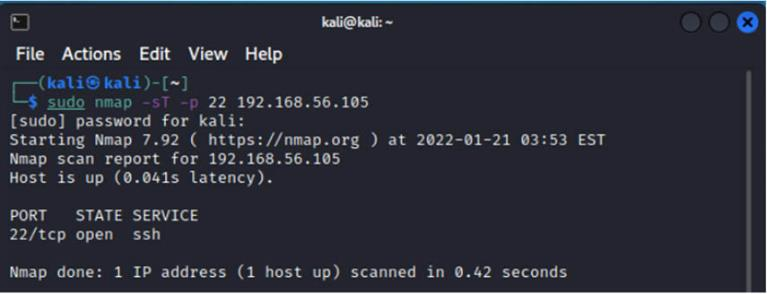 kali@kali: ~
File Actions Edit View Help
┌──(kali㉿kali)-[~]
└─$ sudo nmap -sT -p 22 192.168.56.105
[sudo] password for kali:
Starting Nmap 7.92 ( https://nmap.org ) at 2022-01-21 03:53 EST
Nmap scan report for 192.168.56.105
Host is up (0.041s latency).
PORT   STATE SERVICE
22/tcp open  ssh
Nmap done: 1 IP address (1 host up) scanned in 0.42 seconds